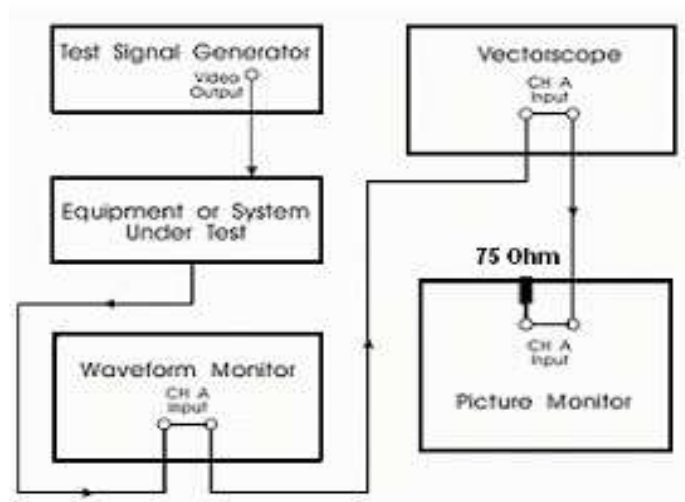 Test Signal Generator
Video
Output
Equipment or System
Under Test
Waveform Monitor
CH A
Input
Vectorscope
CH A
Input
75 Ohm
CH A
Input
Picture Monitor